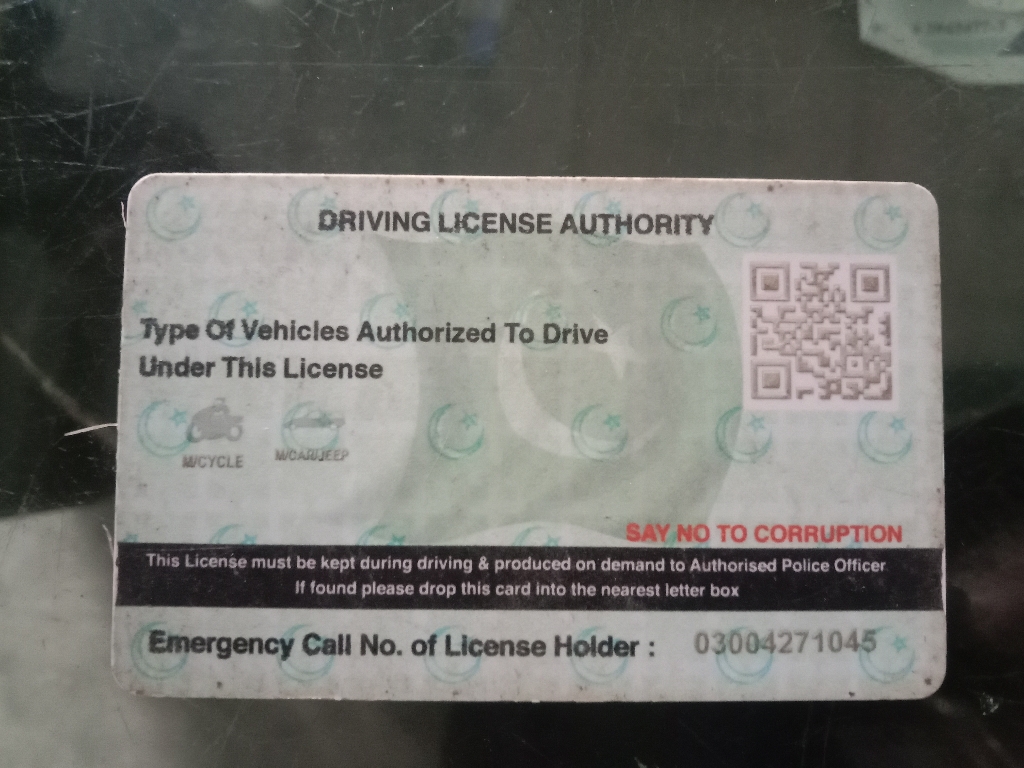 DRIVING LICENSE AUTHORITY
Type Of Vehicles Authorized To Drive
Under This License
M/CYCLE M/CAR/JEEP
SAY NO TO CORRUPTION
This License must be kept during driving & produced on demand to Authorised Police Officer
If found please drop this card into the nearest letter box
Emergency Call No. of License Holder : 03004271045